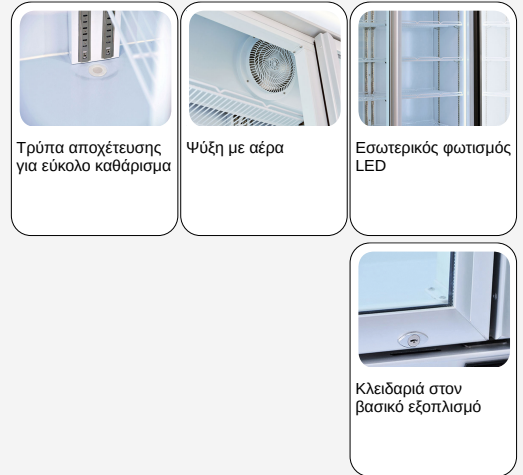 Τρύπα αποχέτευσης
για εύκολο καθάρισμα
Ψύξη με αέρα
Εσωτερικός φωτισμός
LED
Κλειδαριά στον
βασικό εξοπλισμό